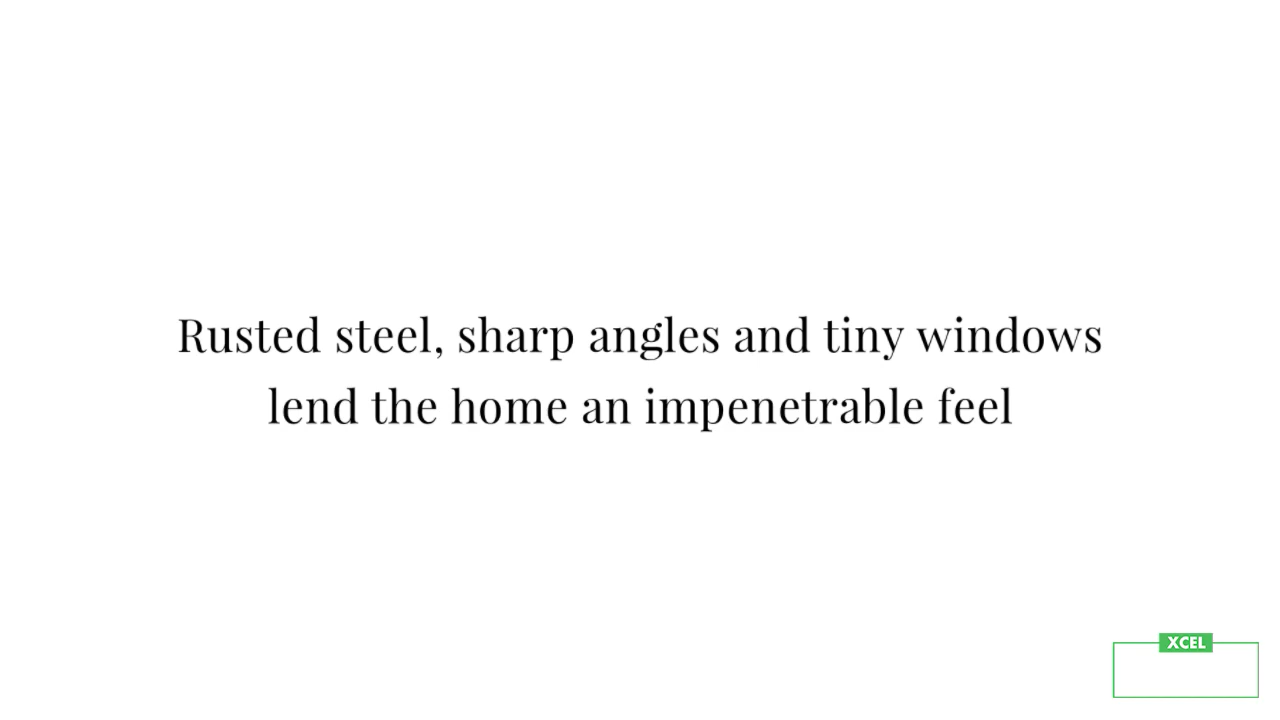 Rusted steel, sharp angles and tiny windows
lend the home an impenetrable feel
XCEL